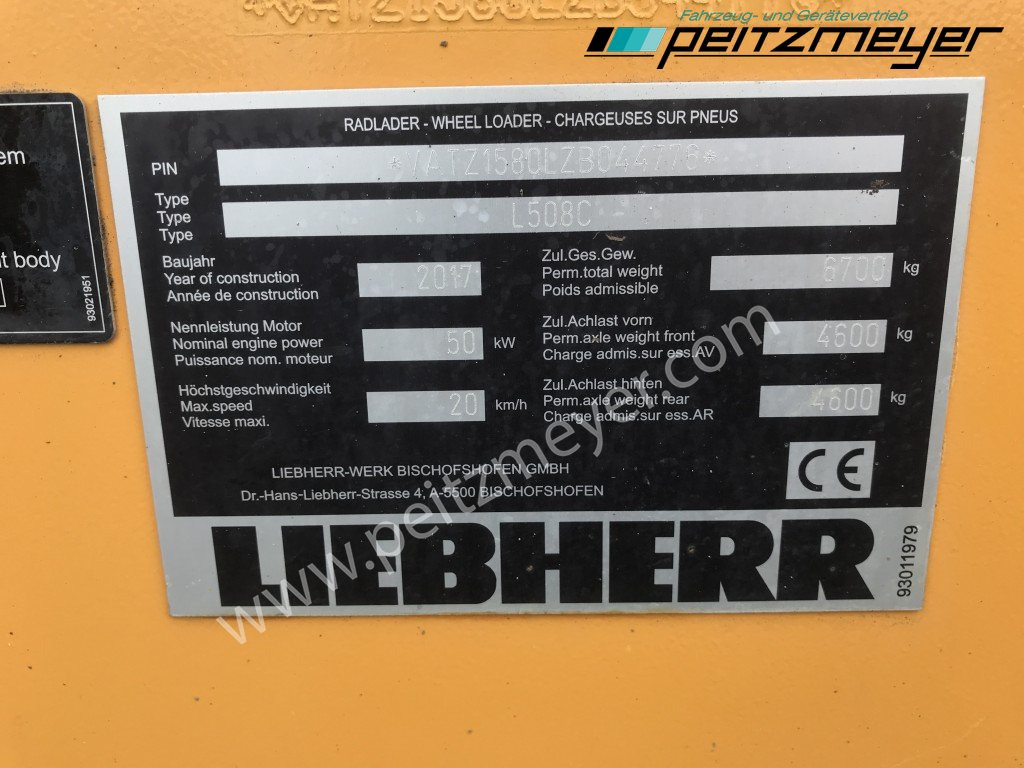 Fahrzeug- und Gerätevertrieb
peitzmeyer
em
t body
93021951
RADLADER - WHEEL LOADER - CHARGEUSES SUR PNEUS
PIN *VATZ1580LZB044778*
Type
Type L508C
Type
Baujahr
Year of construction 2017
Année de construction
Zul.Ges.Gew.
Perm.total weight 6700 kg
Poids admissible
Nennleistung Motor
Nominal engine power 50 kW
Puissance nom. moteur
Zul.Achlast vorn
Perm.axle weight front 4600 kg
Charge admis.sur ess.AV
Höchstgeschwindigkeit
Max.speed 20 km/h
Vitesse maxi.
Zul.Achlast hinten
Perm.axle weight rear 4600 kg
Charge admis.sur ess.AR
LIEBHERR-WERK BISCHOFSHOFEN GMBH
Dr.-Hans-Liebherr-Strasse 4, A-5500 BISCHOFSHOFEN
CE
LIEBHERR
93011979
www.peitzmeyer.com